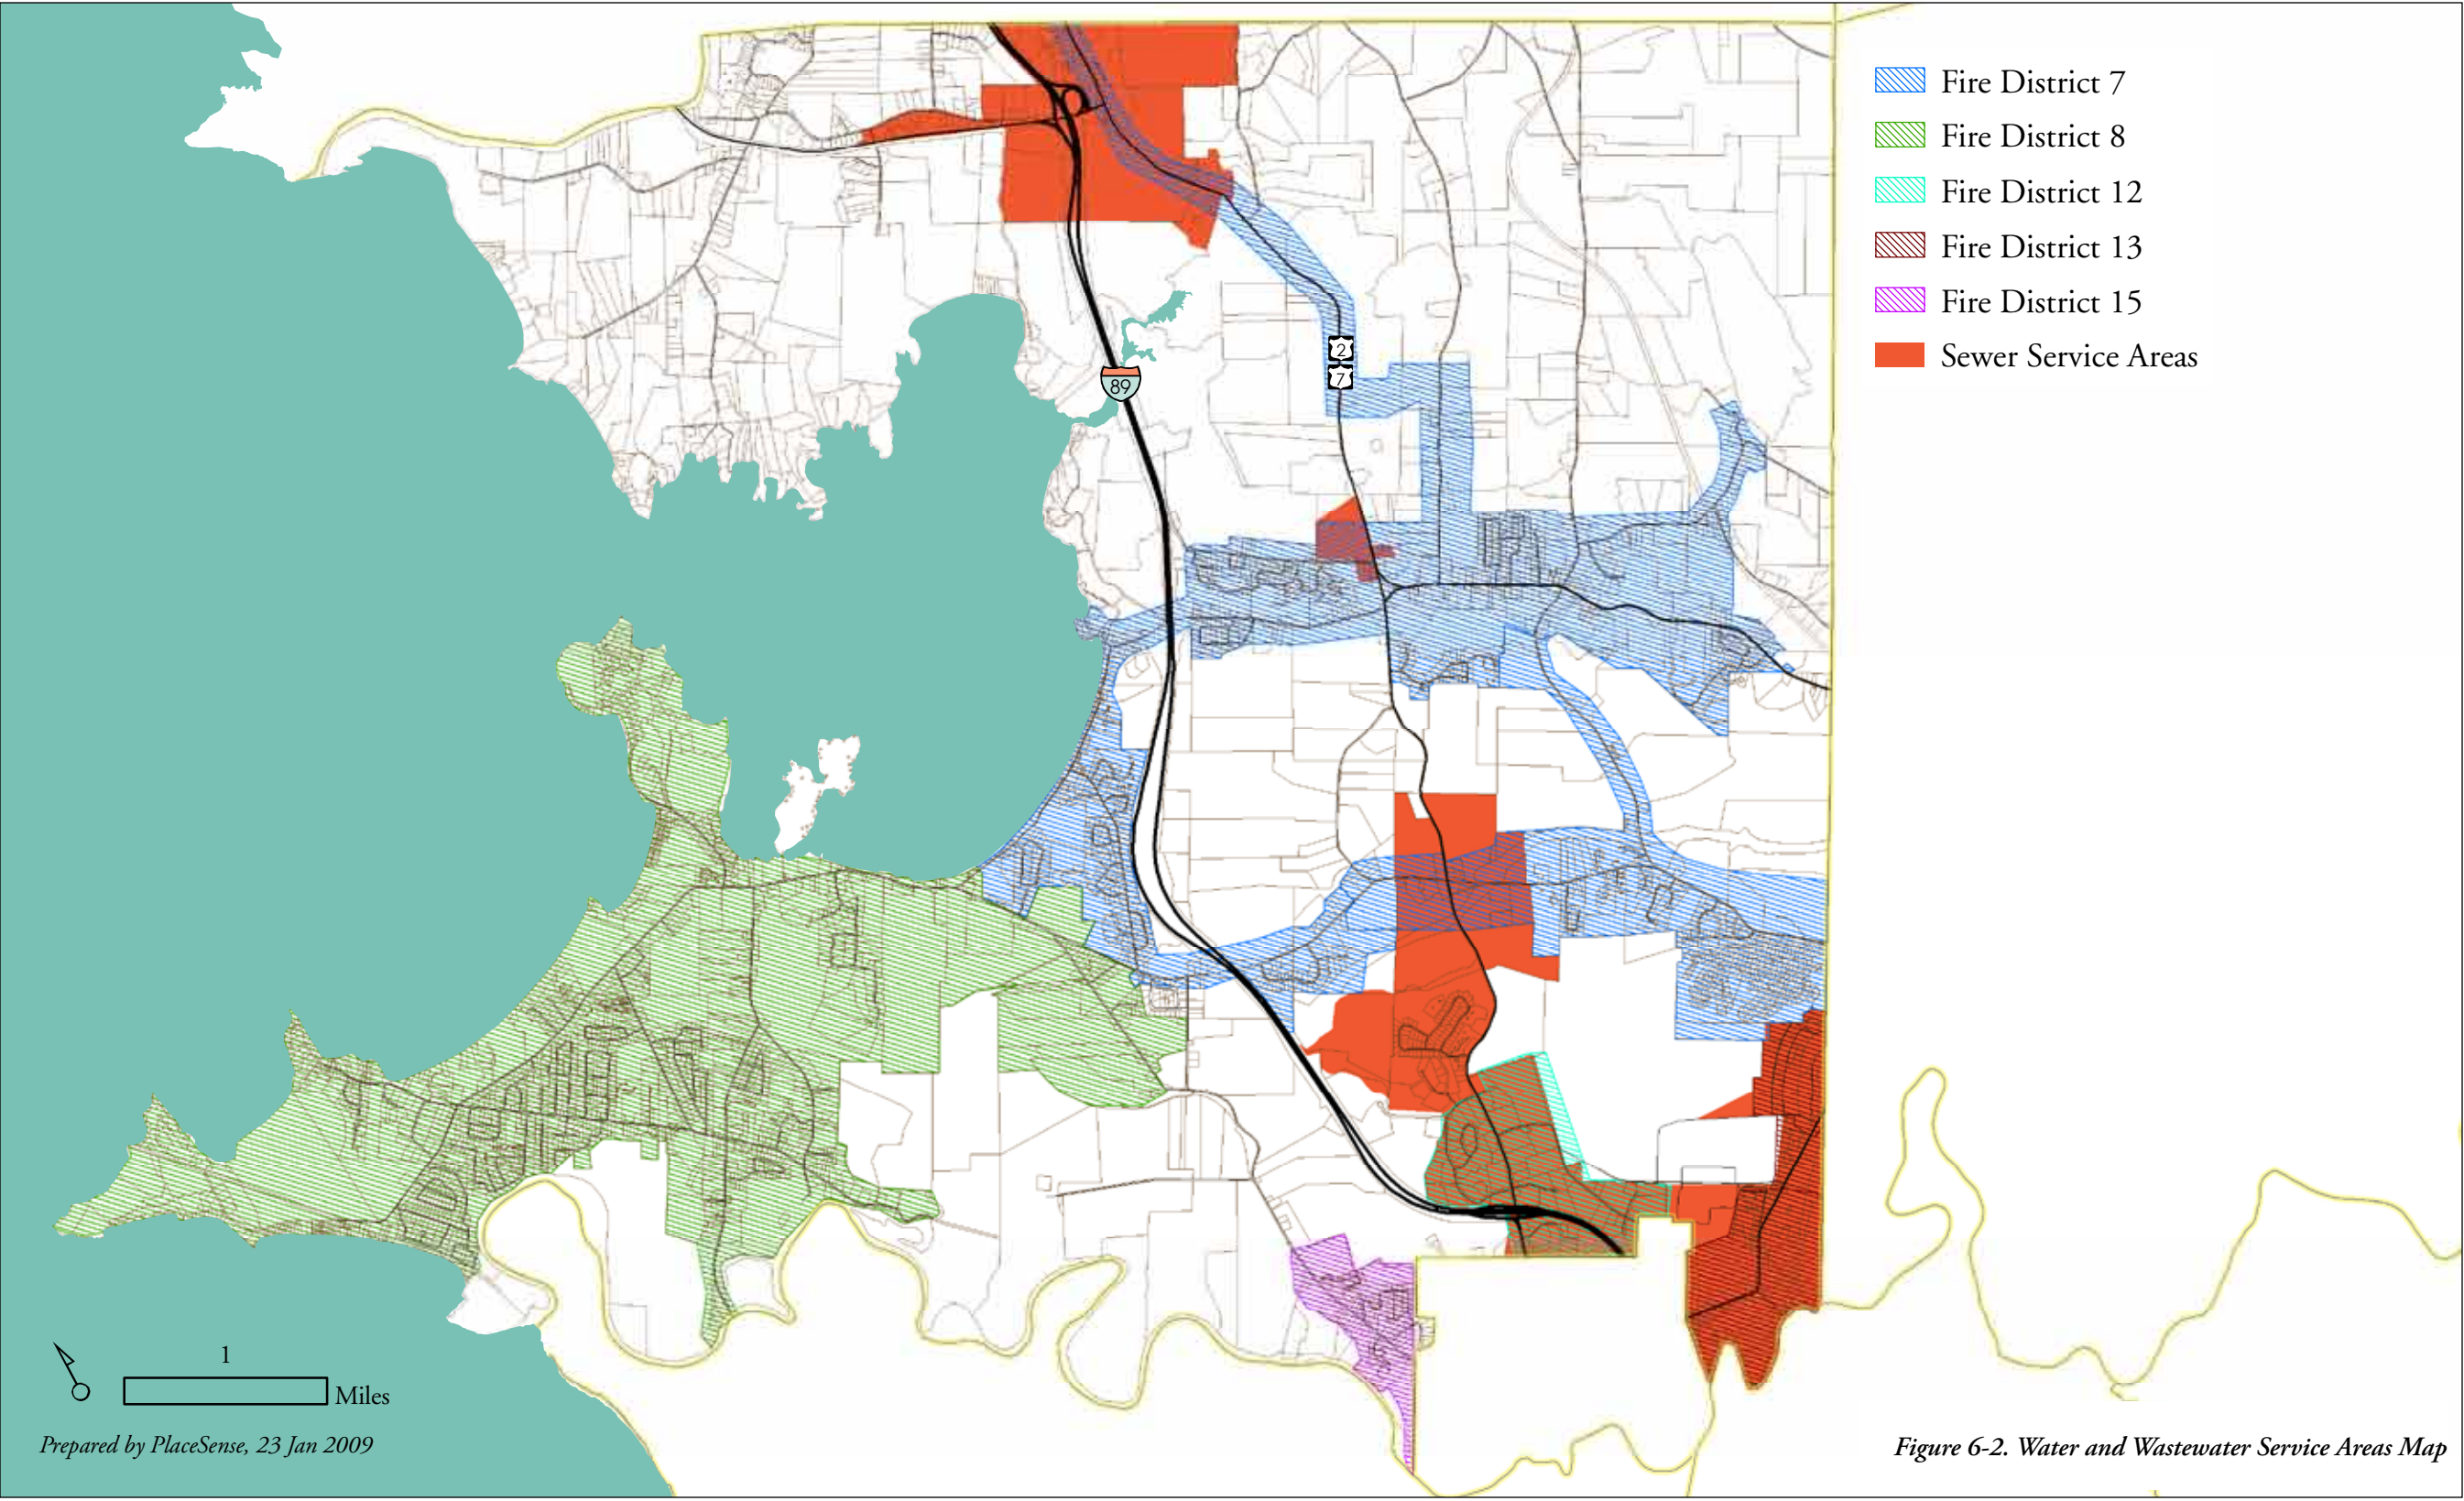 Fire District 7
Fire District 8
Fire District 12
Fire District 13
Fire District 15
Sewer Service Areas
2
7
89
1
Miles
Prepared by PlaceSense, 23 Jan 2009
Figure 6-2. Water and Wastewater Service Areas Map